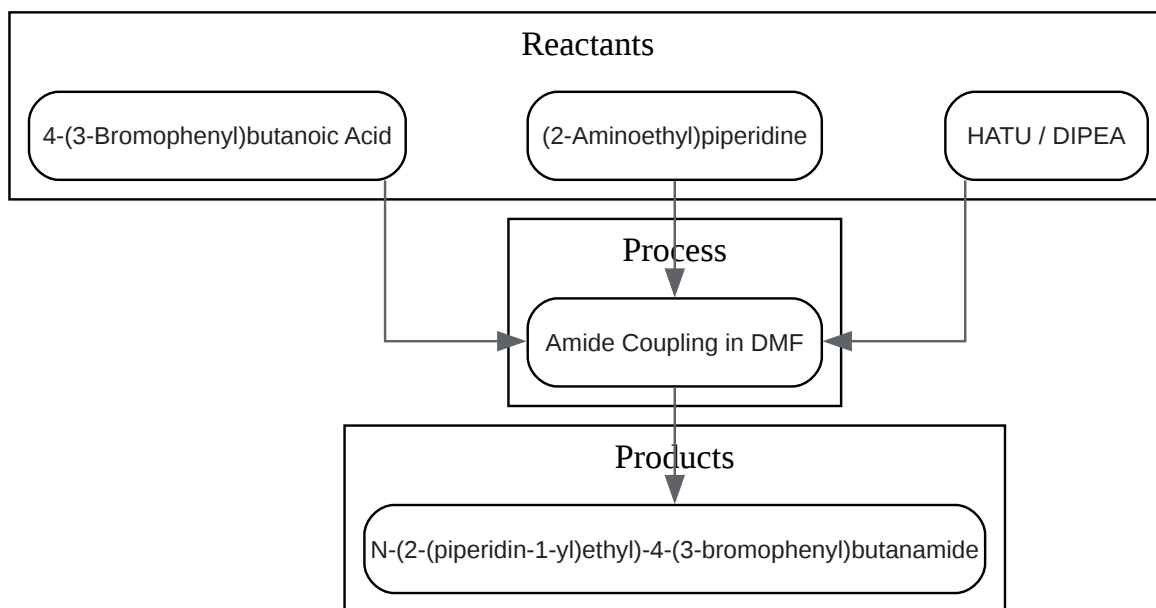 Reactants
4-(3-Bromophenyl)butanoic Acid
(2-Aminoethyl)piperidine
HATU / DIPEA
Process
Amide Coupling in DMF
Products
N-(2-(piperidin-1-yl)ethyl)-4-(3-bromophenyl)butanamide